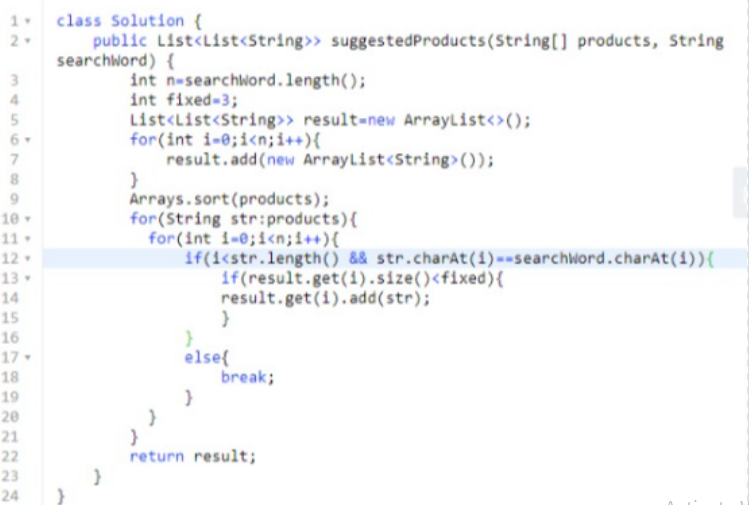 1 class Solution {
2 public List<List<String>> suggestedProducts(String[] products, String
searchWord) {
3 int n=searchWord.length();
4 int fixed=3;
5 List<List<String>> result=new ArrayList<>();
6 for(int i=0;i<n;i++){
7 result.add(new ArrayList<String>());
8 }
9 Arrays.sort(products);
10 for(String str:products){
11 for(int i=0;i<n;i++){
12 if(i<str.length() && str.charAt(i)==searchWord.charAt(i)){
13 if(result.get(i).size()<fixed){
14 result.get(i).add(str);
15 }
16 }
17 else{
18 break;
19 }
20 }
21 }
22 return result;
23 }
24 }